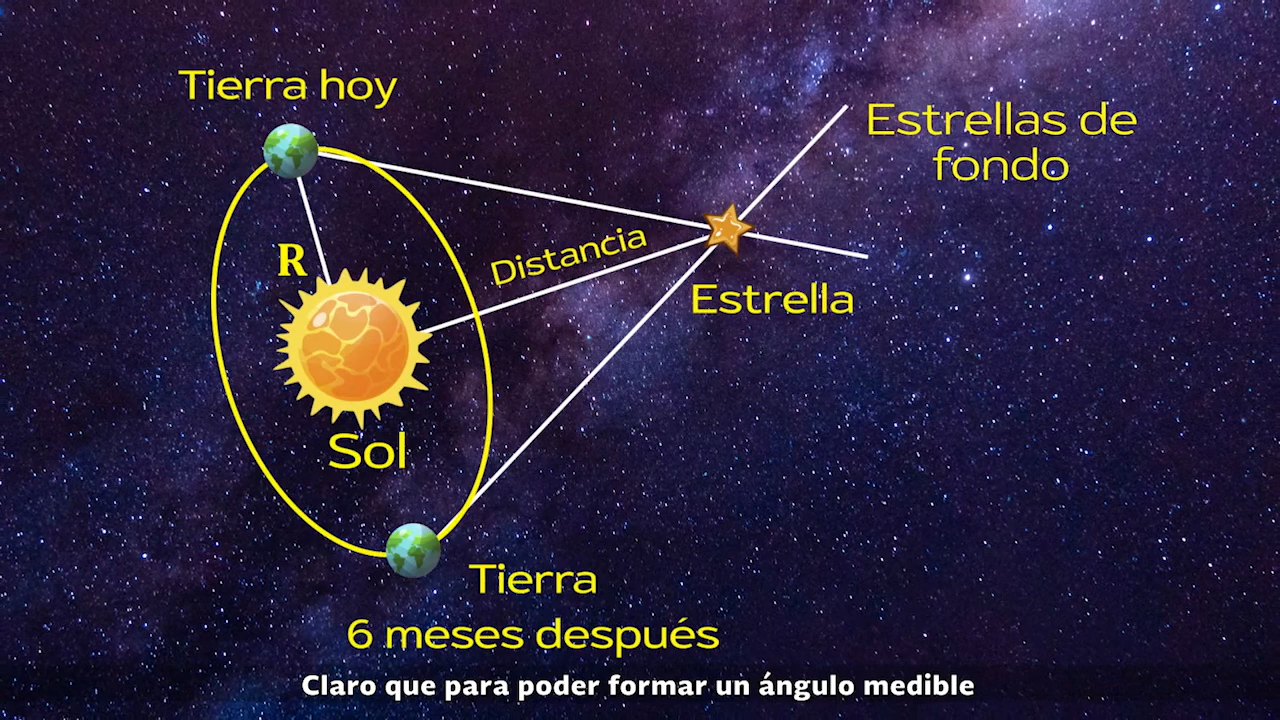 Tierra hoy
Estrellas de
fondo
R
Distancia
Estrella
Sol
Tierra
6 meses después
Claro que para poder formar un ángulo medible